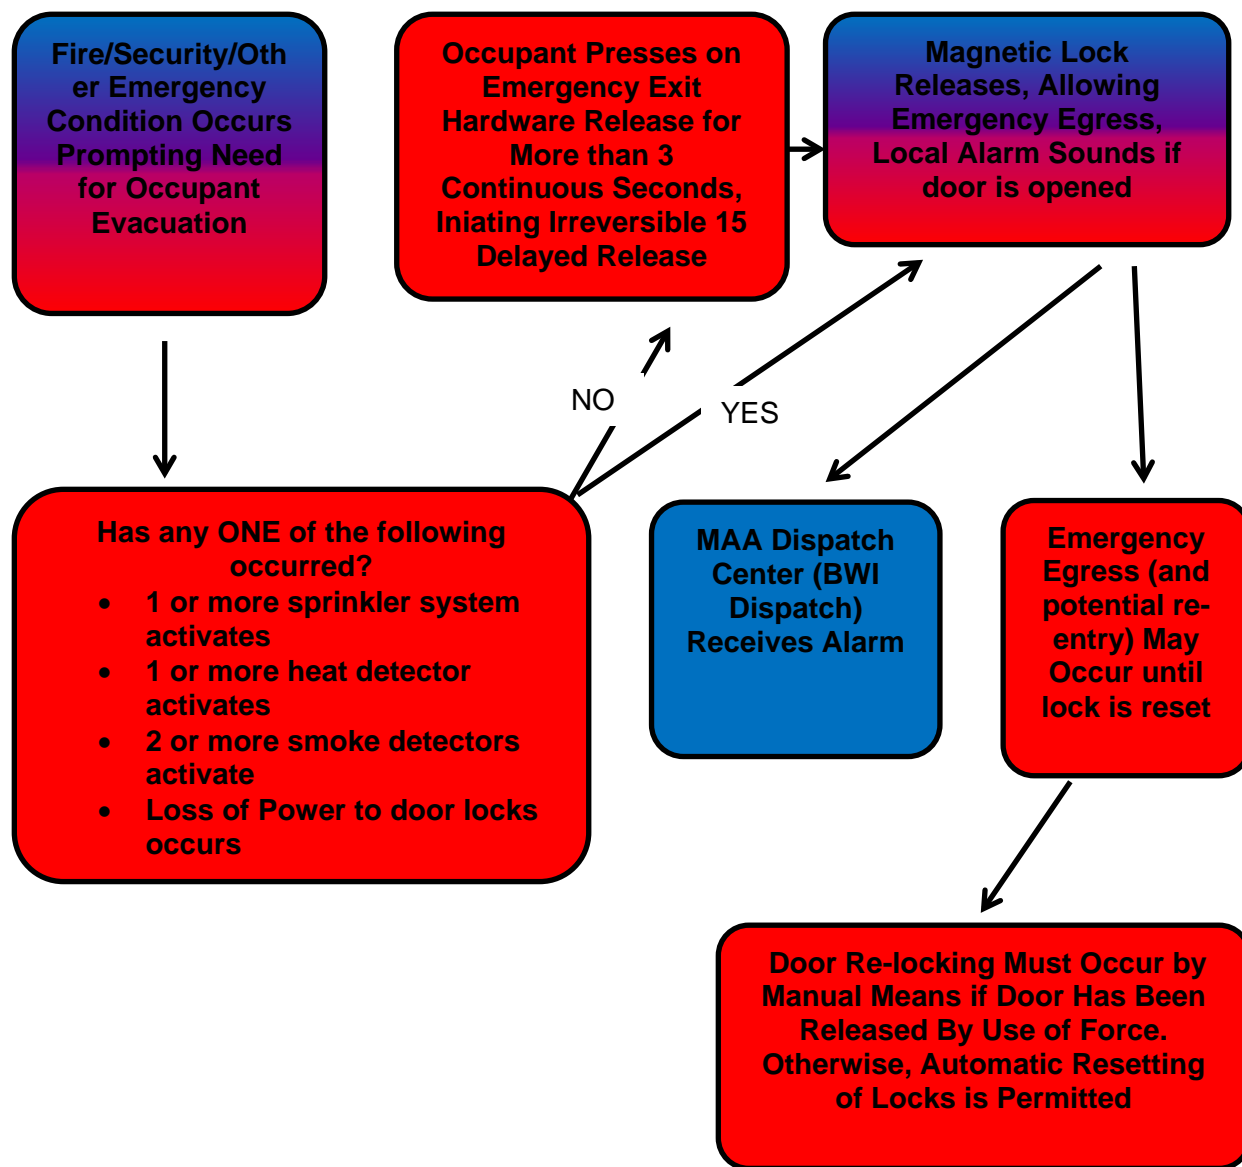 Fire/Security/Oth
er Emergency
Condition Occurs
Prompting Need
for Occupant
Evacuation
Occupant Presses on
Emergency Exit
Hardware Release for
More than 3
Continuous Seconds,
Iniating Irreversible 15
Delayed Release
Magnetic Lock
Releases, Allowing
Emergency Egress,
Local Alarm Sounds if
door is opened
NO
YES
Has any ONE of the following
occurred?
• 1 or more sprinkler system
activates
• 1 or more heat detector
activates
• 2 or more smoke detectors
activate
• Loss of Power to door locks
occurs
MAA Dispatch
Center (BWI
Dispatch)
Receives Alarm
Emergency
Egress (and
potential re-
entry) May
Occur until
lock is reset
Door Re-locking Must Occur by
Manual Means if Door Has Been
Released By Use of Force.
Otherwise, Automatic Resetting
of Locks is Permitted